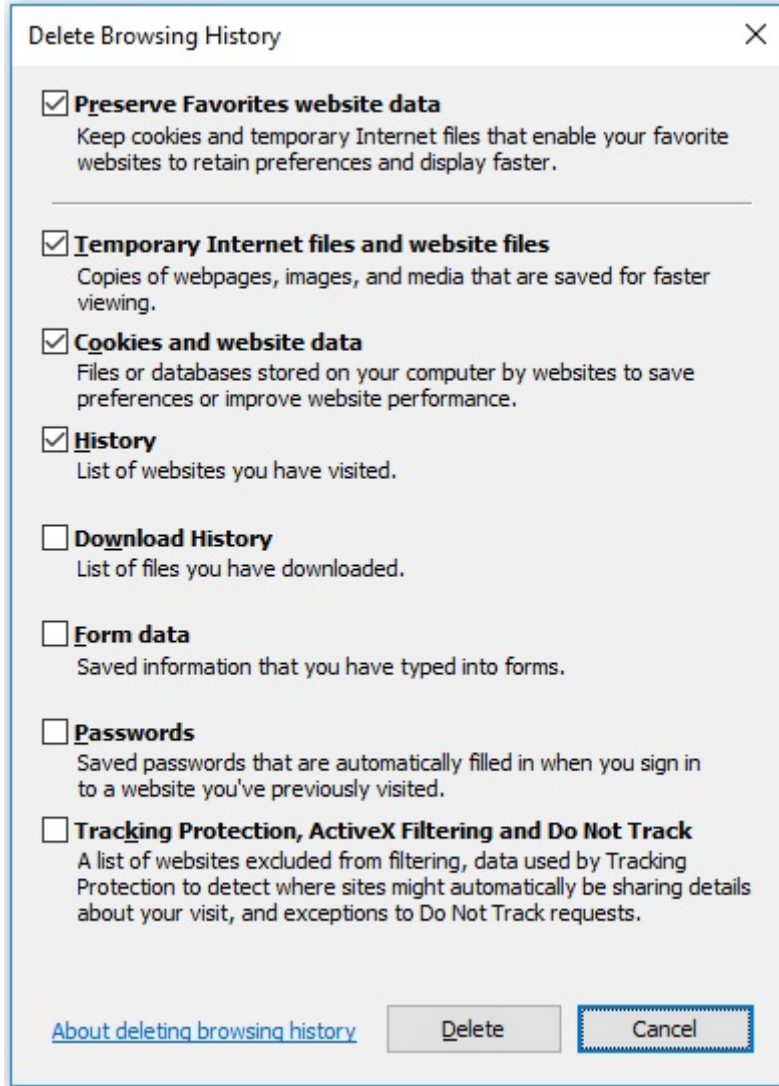 Delete Browsing History
Preserve Favorites website data
Keep cookies and temporary Internet files that enable your favorite
websites to retain preferences and display faster.
Temporary Internet files and website files
Copies of webpages, images, and media that are saved for faster
viewing.
Cookies and website data
Files or databases stored on your computer by websites to save
preferences or improve website performance.
History
List of websites you have visited.
Download History
List of files you have downloaded.
Form data
Saved information that you have typed into forms.
Passwords
Saved passwords that are automatically filled in when you sign in
to a website you've previously visited.
Tracking Protection, ActiveX Filtering and Do Not Track
A list of websites excluded from filtering, data used by Tracking
Protection to detect where sites might automatically be sharing details
about your visit, and exceptions to Do Not Track requests.
About deleting browsing history
Delete
Cancel